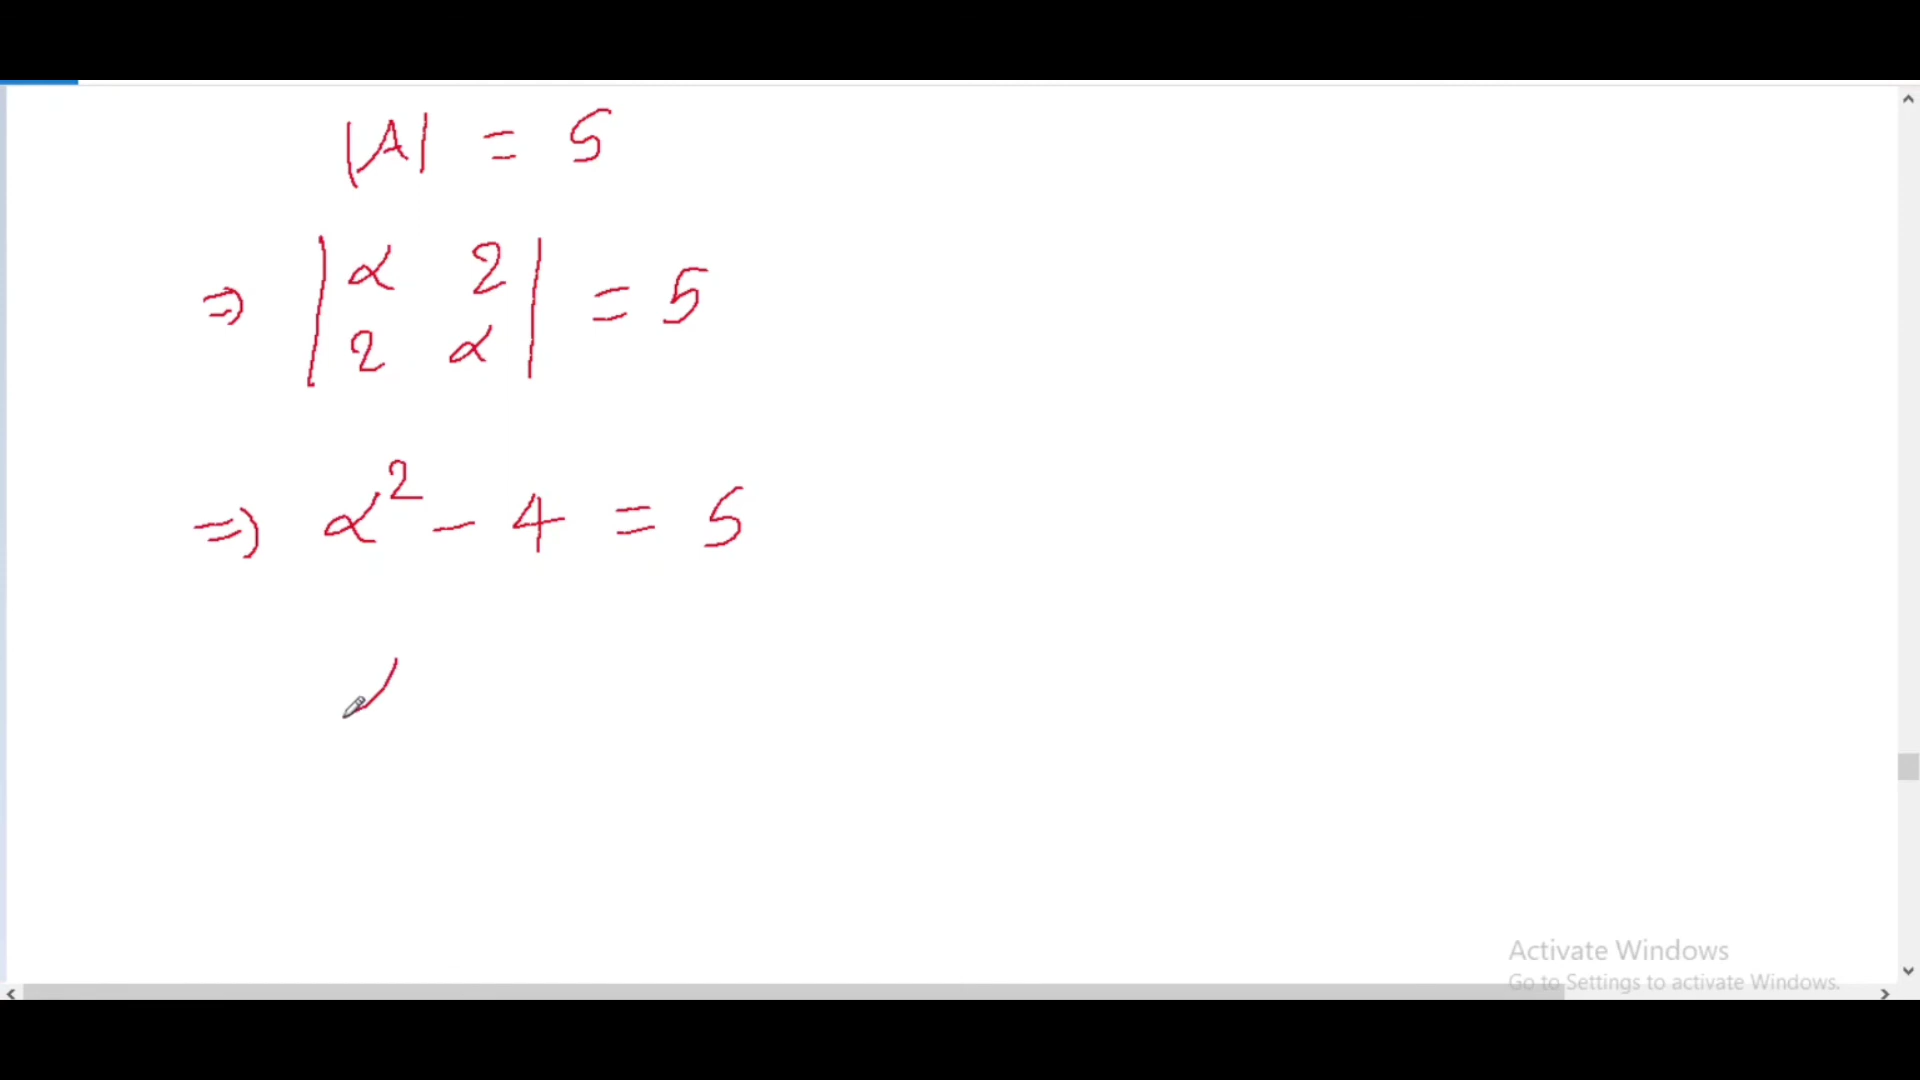 |A| = 5
⇒ | α 2 | = 5
2 α
⇒ α² - 4 = 5
Activate Windows
Go to Settings to activate Windows.